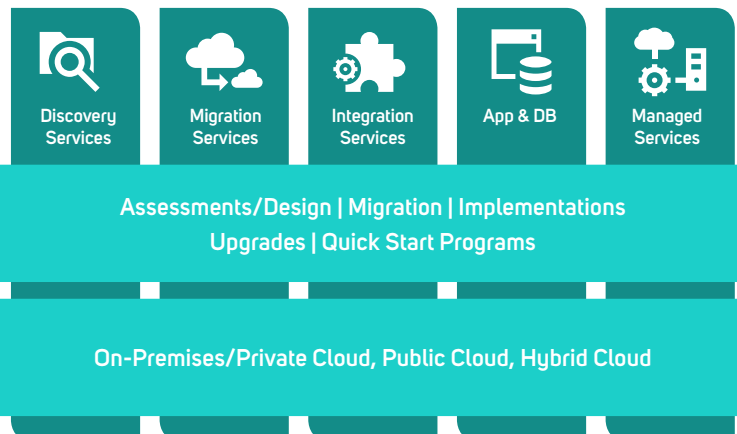 Discovery
Services
Migration
Services
Integration
Services
App & DB
Managed
Services
Assessments/Design | Migration | Implementations
Upgrades | Quick Start Programs
On-Premises/Private Cloud, Public Cloud, Hybrid Cloud